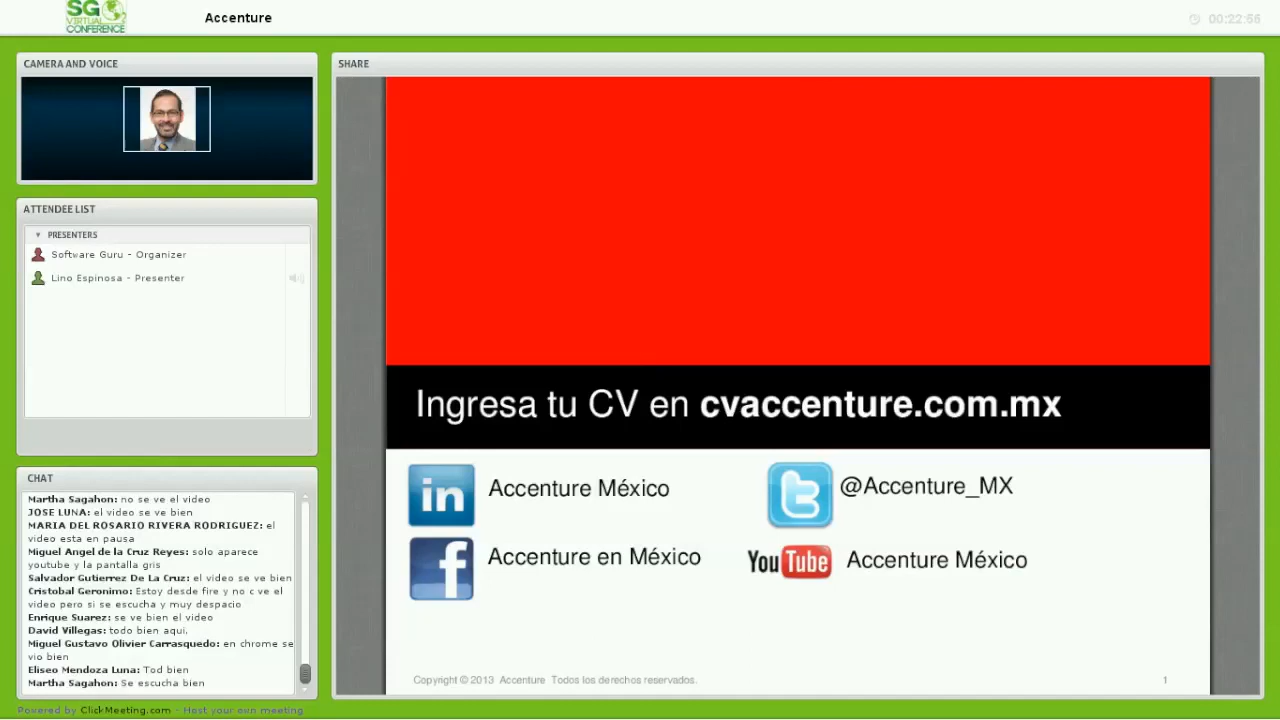 SG
VIRTUAL
CONFERENCE
Accenture
00:22:56
CAMERA AND VOICE
ATTENDEE LIST
PRESENTERS
Software Guru - Organizer
Lino Espinosa - Presenter
CHAT
Martha Sagahon: no se ve el video
JOSE LUNA: el video se ve bien
MARIA DEL ROSARIO RIVERA RODRIGUEZ: el
video esta en pausa
Miguel Angel de la Cruz Reyes: solo aparece
youtube y la pantalla gris
Salvador Gutierrez De La Cruz: el video se ve bien
Cristobal Geronimo: Estoy desde fire y no c ve el
video pero si se escucha y muy despacio
Enrique Suarez: se ve bien el video
David Villegas: todo bien aqui.
Miguel Gustavo Olivier Carrasquedo: en chrome se
vio bien
Eliseo Mendoza Luna: Tod bien
Martha Sagahon: Se escucha bien
Powered by ClickMeeting.com - Host your own meeting
SHARE
Ingresa tu CV en cvaccenture.com.mx
in Accenture México
@Accenture_MX
f Accenture en México
YouTube Accenture México
Copyright © 2013 Accenture Todos los derechos reservados.
1